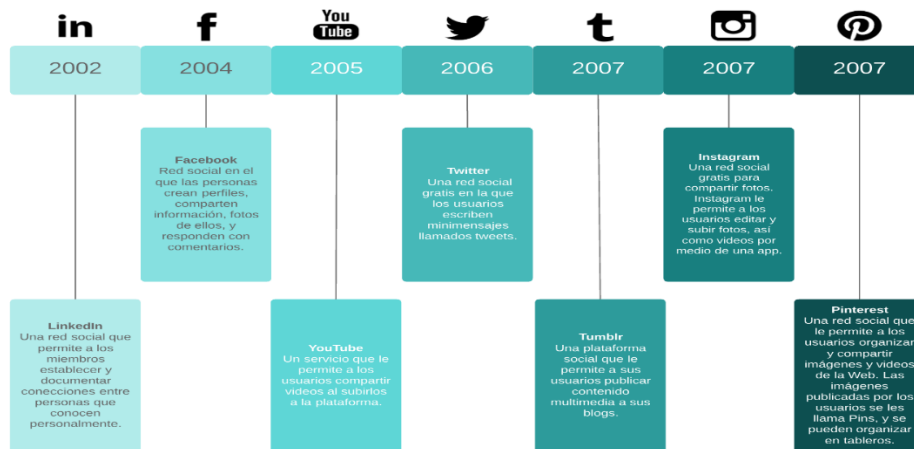 in
f
You
Tube
t
2002
2004
2005
2006
2007
2007
2007
Facebook
Red social en el
que las personas
crean perfiles,
comparten
información, fotos
de ellos, y
responden con
comentarios.
Twitter
Una red social
gratis en la que
los usuarios
escriben
minimensajes
llamados tweets.
Instagram
Una red social
gratis para
compartir fotos.
Instagram le
permite a los
usuarios editar y
subir fotos, así
como videos por
medio de una app.
LinkedIn
Una red social que
permite a los
miembros
establecer y
documentar
conecciones entre
personas que
conocen
personalmente.
YouTube
Un servicio que le
permite a los
usuarios compartir
videos al subirlos
a la plataforma.
Tumblr
Una plataforma
social que le
permite a sus
usuarios publicar
contenido
multimedia a sus
blogs.
Pinterest
Una red social que
le permite a los
usuarios organizar
y compartir
imágenes y videos
de la Web. Las
imágenes
publicadas por los
usuarios se les
llama Pins, y se
pueden organizar
en tableros.